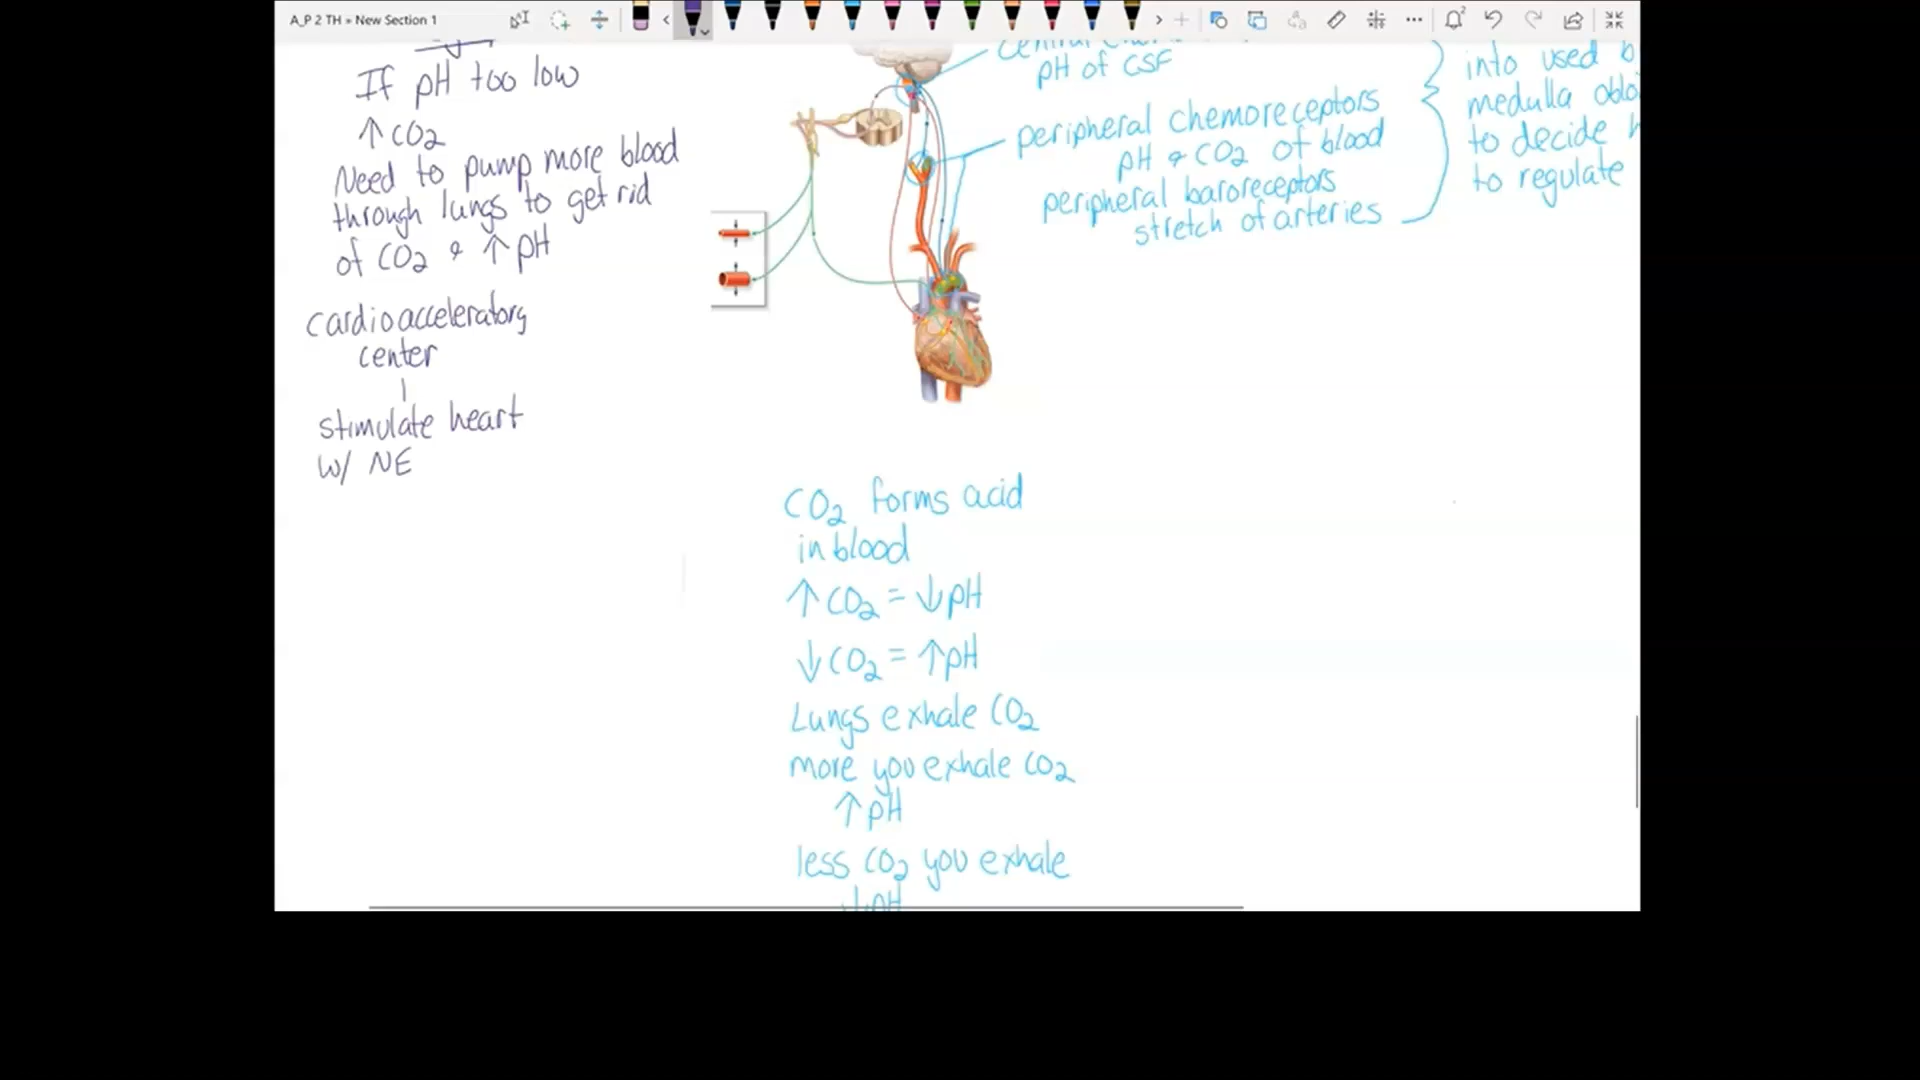 A_P 2 TH » New Section 1
If pH too low
↑ CO2
Need to pump more blood
through lungs to get rid
of CO2 & ↑ pH
cardioacceleratory
center
stimulate heart
w/ NE
pH of CSF
peripheral chemoreceptors
pH & CO2 of blood
peripheral baroreceptors
stretch of arteries
into used b
medulla oblo
to decide h
to regulate
CO2 forms acid
in blood
↑ CO2 = ↓ pH
↓ CO2 = ↑ pH
Lungs exhale CO2
more you exhale CO2
↑ pH
less CO2 you exhale
↓ pH